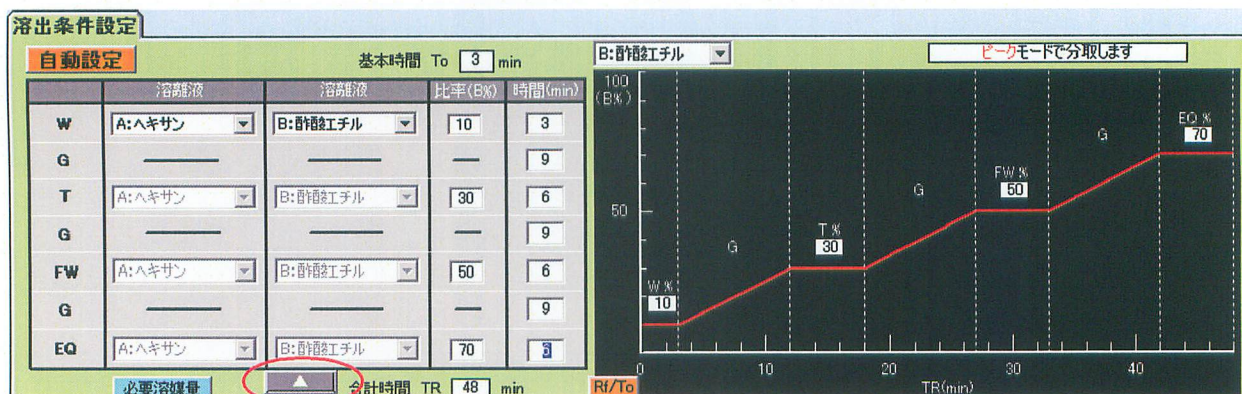 溶出条件設定
自動設定
基本時間 To 3 min
溶離液 溶離液 比率(B%) 時間(min)
W A:ヘキサン B:酢酸エチル 10 3
G 9
T A:ヘキサン B:酢酸エチル 30 6
G 9
FW A:ヘキサン B:酢酸エチル 50 6
G 9
EQ A:ヘキサン B:酢酸エチル 70
必要溶媒量
合計時間 TR 48 min
B:酢酸エチル
ピークモードで分取します
100
(B%)
50
W %
10
G
T %
30
G
FW %
50
G
EQ %
70
0 10 20 30 40
Rf/To
TR(min)